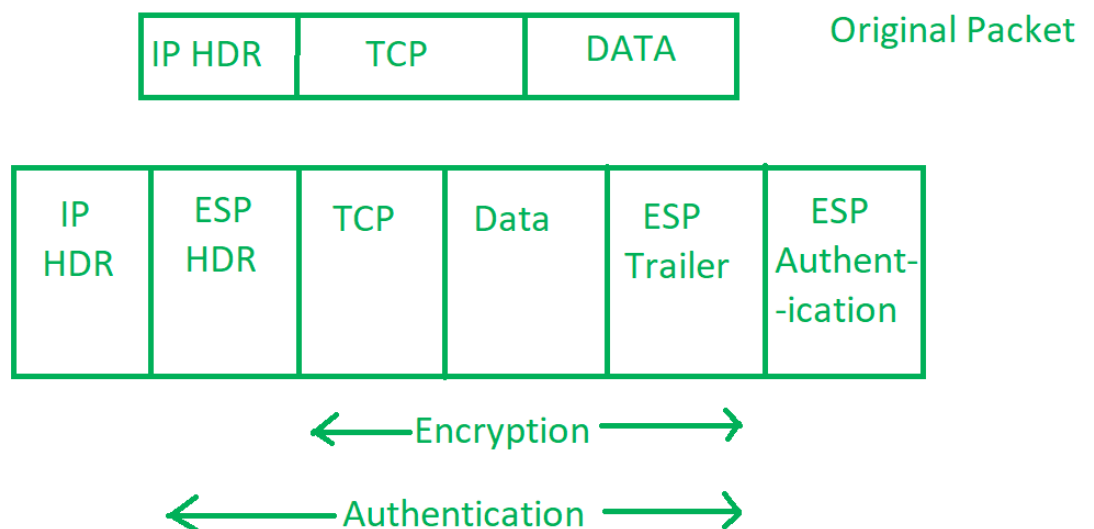 Original Packet
IP HDR TCP DATA
IP ESP TCP Data ESP ESP
HDR HDR Trailer Authent-
-ication
Encryption
Authentication